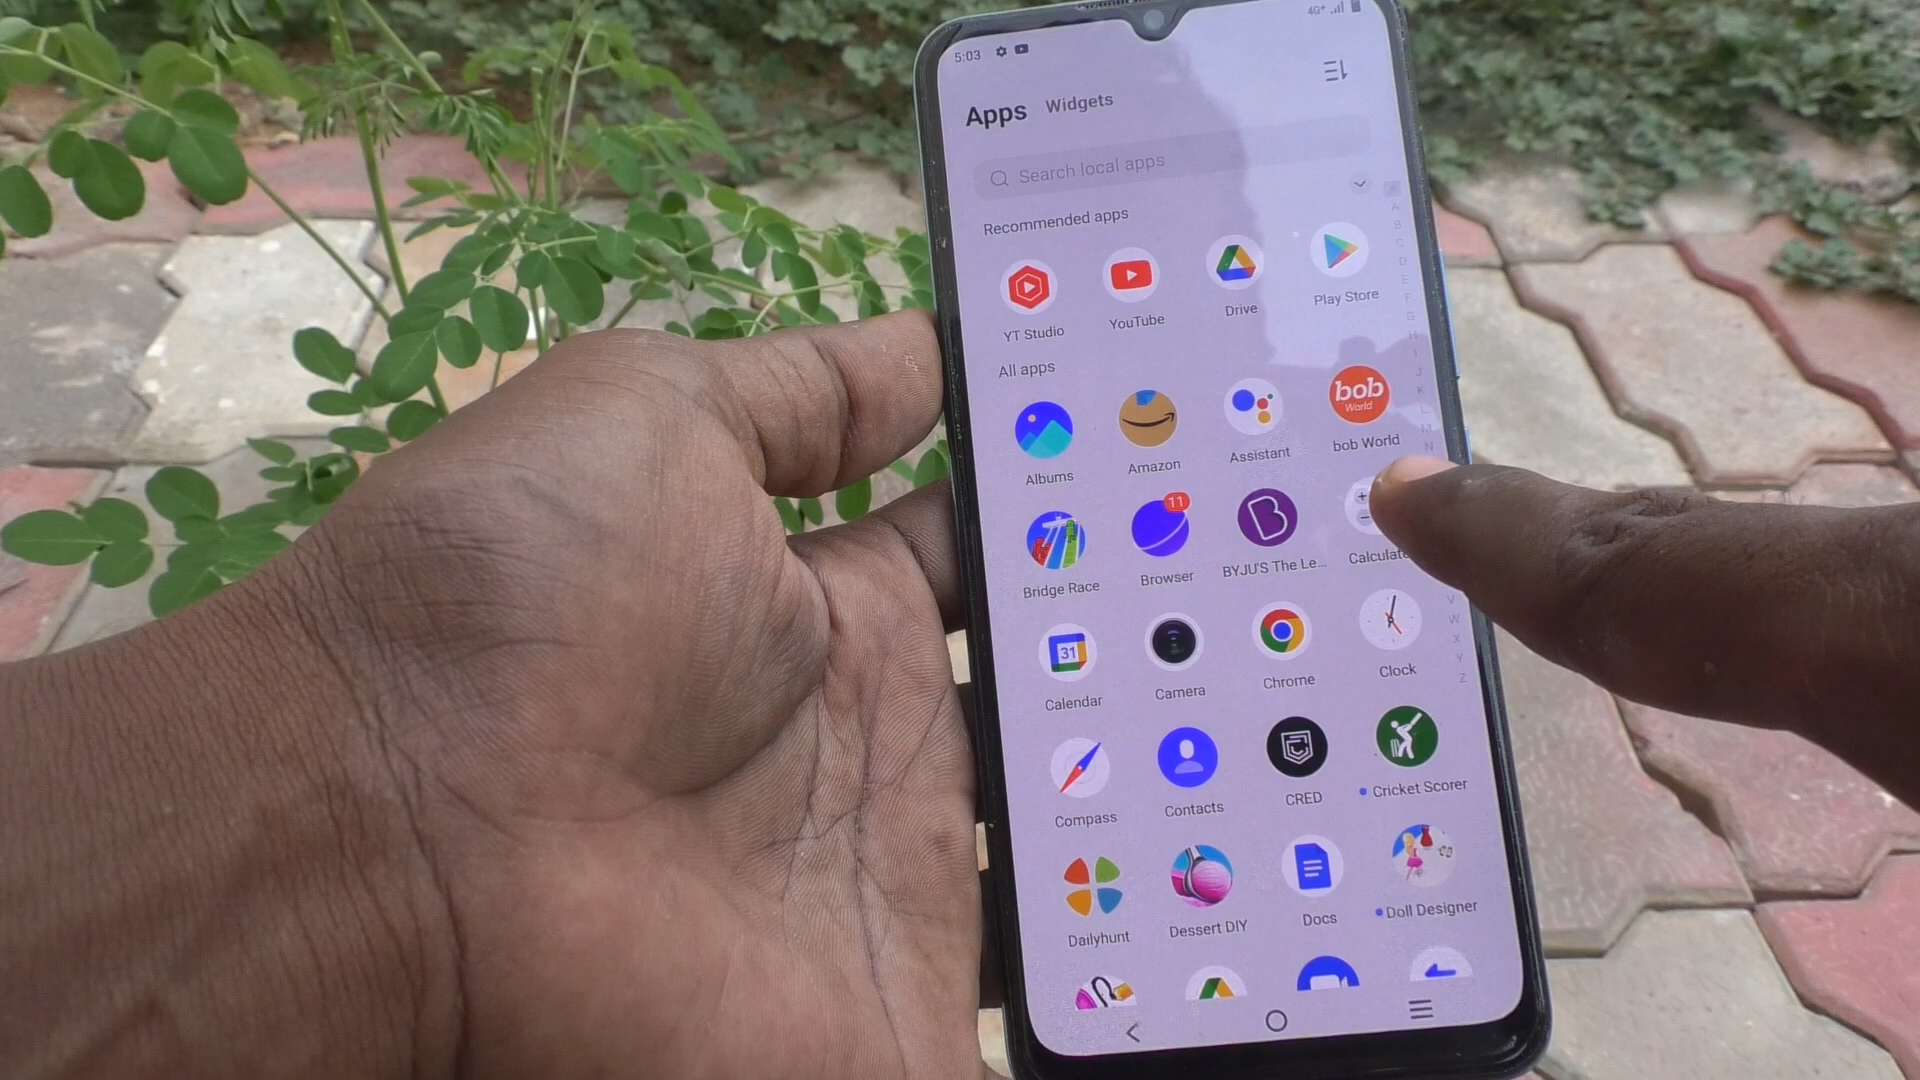 5:03 4G+
Apps Widgets
Search local apps
Recommended apps
YT Studio YouTube Drive Play Store
All apps
bob
World
Albums Amazon Assistant bob World
11
Bridge Race Browser BYJU'S The Le... Calculato
31
Calendar Camera Chrome Clock
Compass Contacts CRED Cricket Scorer
Dailyhunt Dessert DIY Docs Doll Designer
A
B
C
D
E
F
G
H
I
J
K
L
M
N
V
W
X
Y
Z